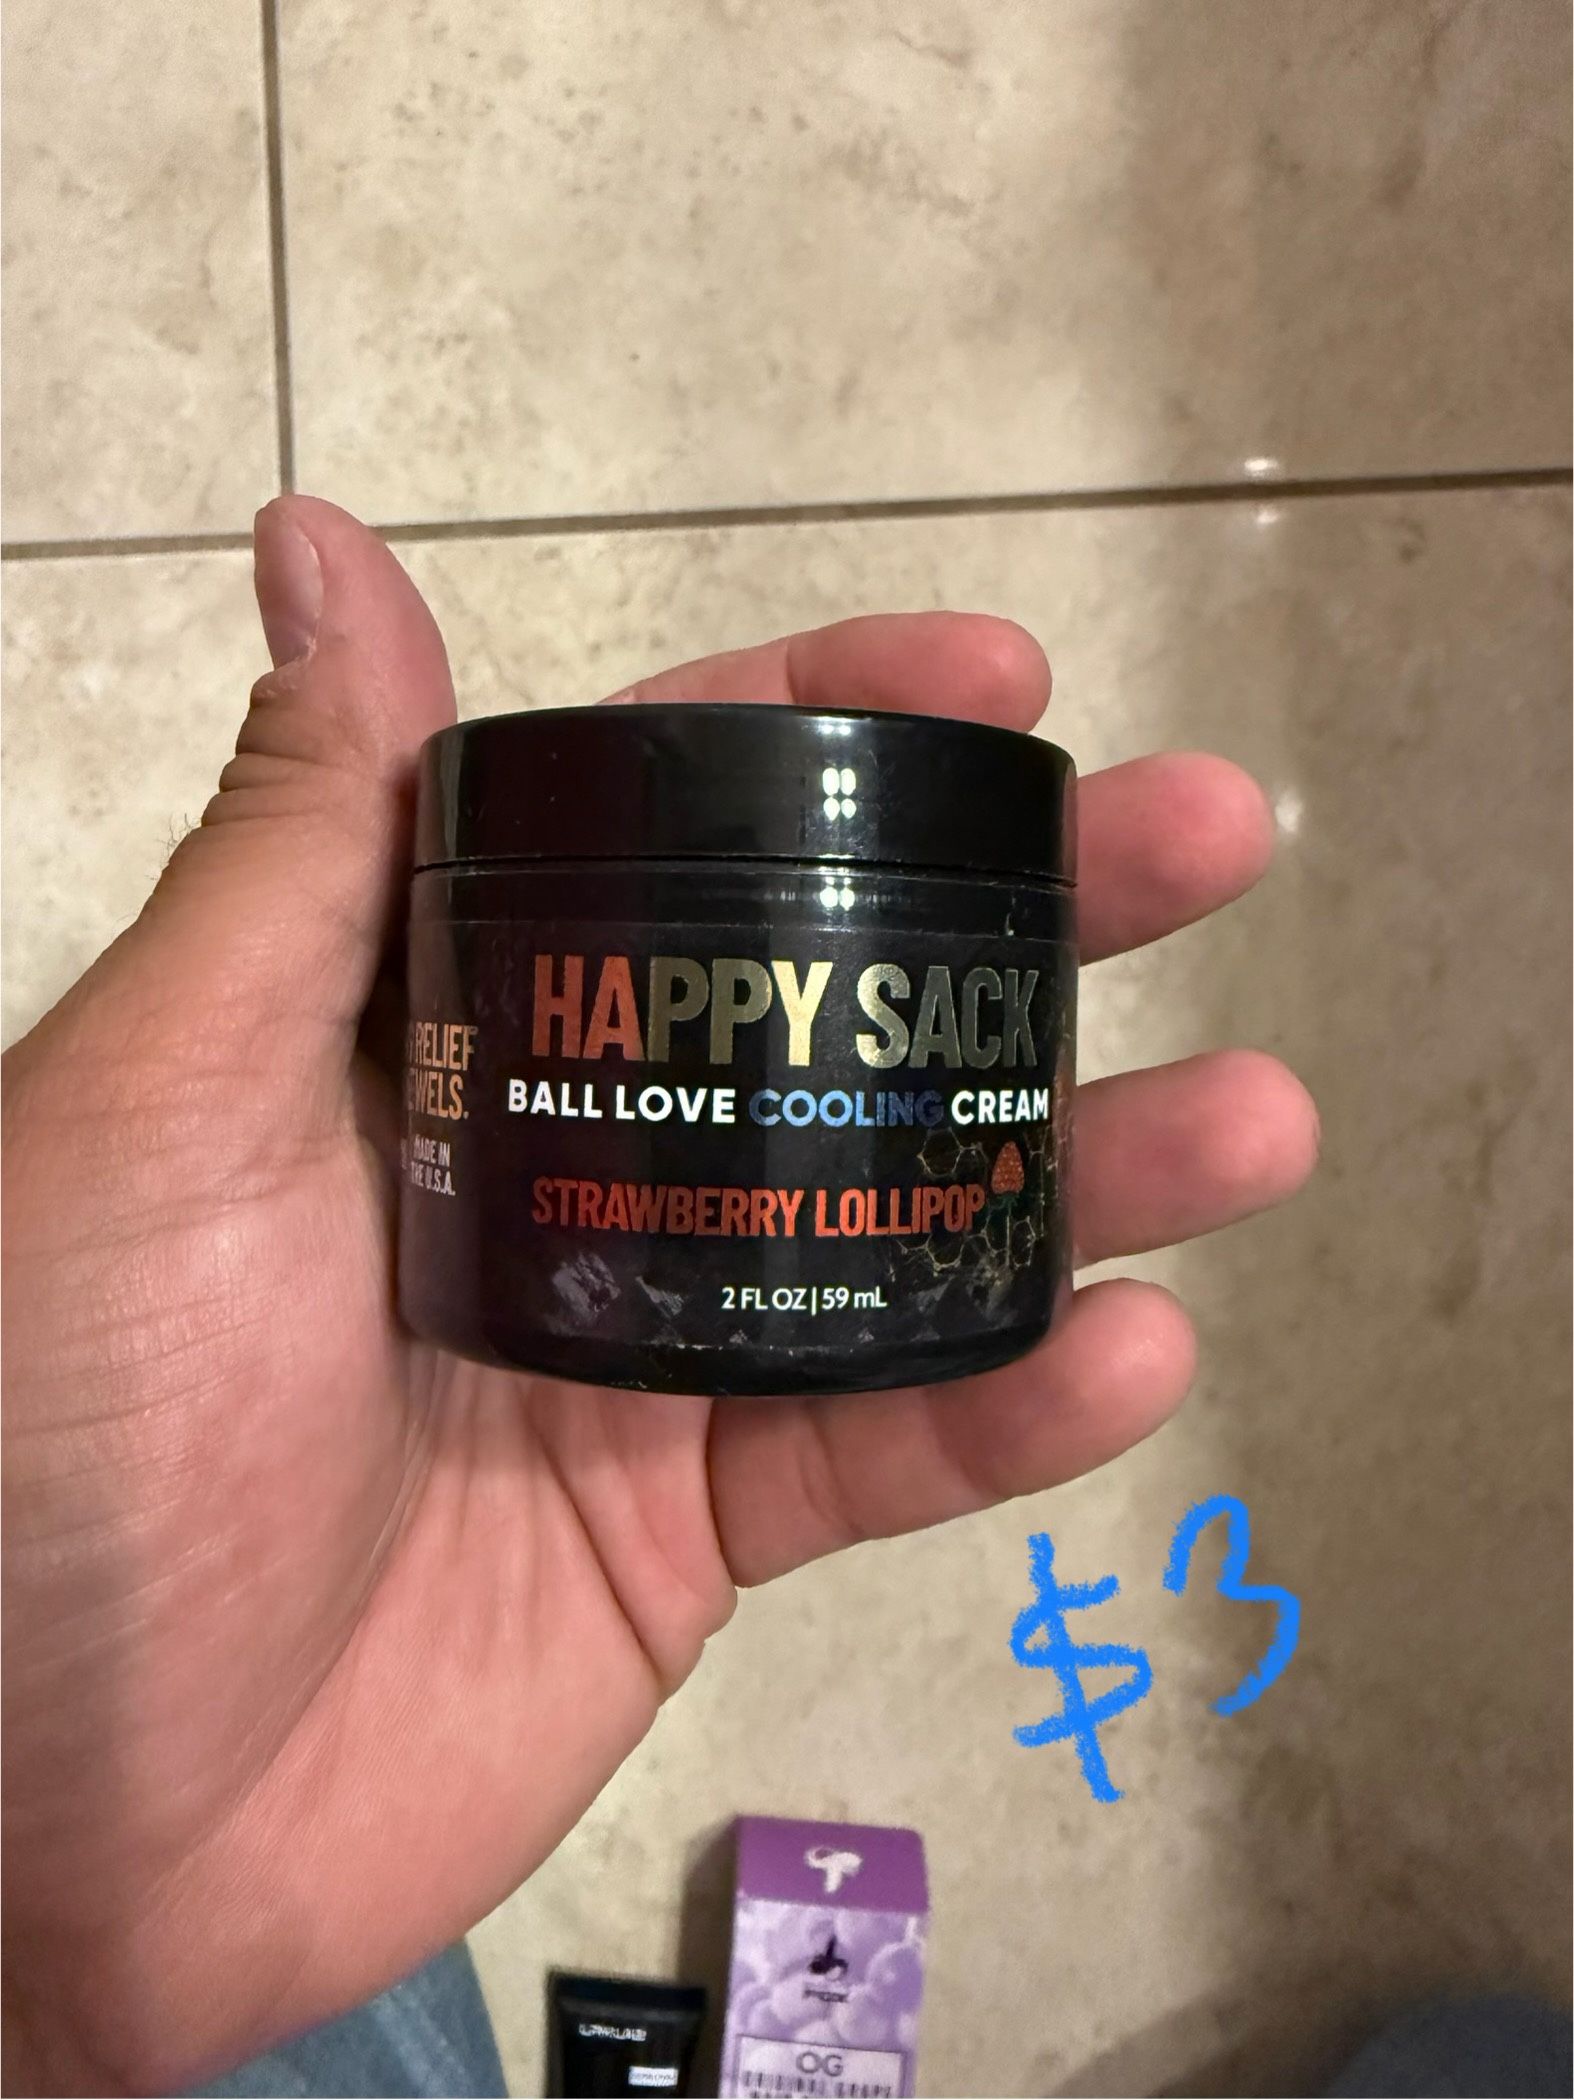 HAPPY SACK
BALL LOVE COOLING CREAM
STRAWBERRY LOLLIPOP
2 FL OZ | 59 mL
RELIEF
MADE IN
THE U.S.A.
$3
OG